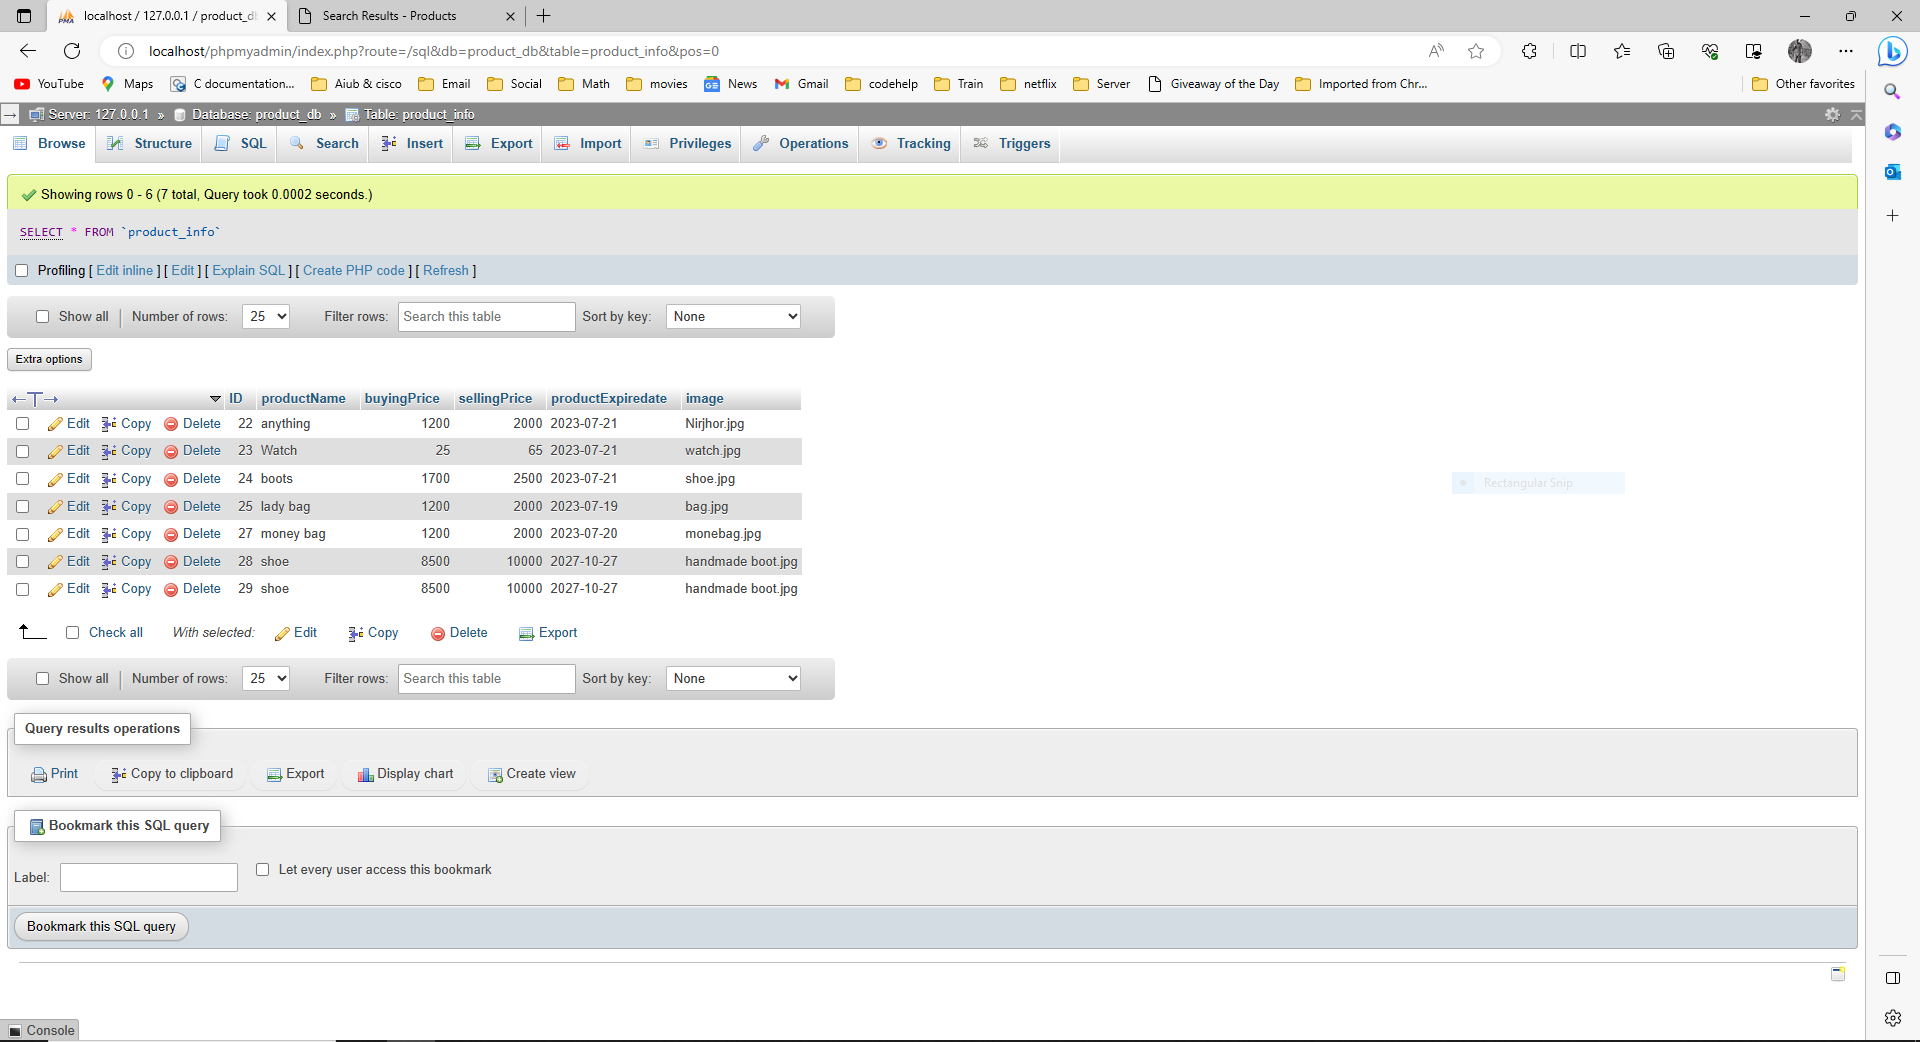 localhost / 127.0.0.1 / product_db
Search Results - Products
localhost/phpmyadmin/index.php?route=/sql&db=product_db&table=product_info&pos=0
YouTube Maps C documentation... Aiub & cisco Email Social Math movies News Gmail codehelp Train netflix Server Giveaway of the Day Imported from Chr... Other favorites
Server: 127.0.0.1 » Database: product_db » Table: product_info
Browse Structure SQL Search Insert Export Import Privileges Operations Tracking Triggers
Showing rows 0 - 6 (7 total, Query took 0.0002 seconds.)
SELECT * FROM `product_info`
Profiling [ Edit inline ] [ Edit ] [ Explain SQL ] [ Create PHP code ] [ Refresh ]
Show all Number of rows: 25 Filter rows: Search this table Sort by key: None
Extra options
ID productName buyingPrice sellingPrice productExpiredate image
Edit Copy Delete 22 anything 1200 2000 2023-07-21 Nirjhor.jpg
Edit Copy Delete 23 Watch 25 65 2023-07-21 watch.jpg
Edit Copy Delete 24 boots 1700 2500 2023-07-21 shoe.jpg
Rectangular Snip
Edit Copy Delete 25 lady bag 1200 2000 2023-07-19 bag.jpg
Edit Copy Delete 27 money bag 1200 2000 2023-07-20 monebag.jpg
Edit Copy Delete 28 shoe 8500 10000 2027-10-27 handmade boot.jpg
Edit Copy Delete 29 shoe 8500 10000 2027-10-27 handmade boot.jpg
Check all With selected: Edit Copy Delete Export
Show all Number of rows: 25 Filter rows: Search this table Sort by key: None
Query results operations
Print Copy to clipboard Export Display chart Create view
Bookmark this SQL query
Label: Let every user access this bookmark
Bookmark this SQL query
Console